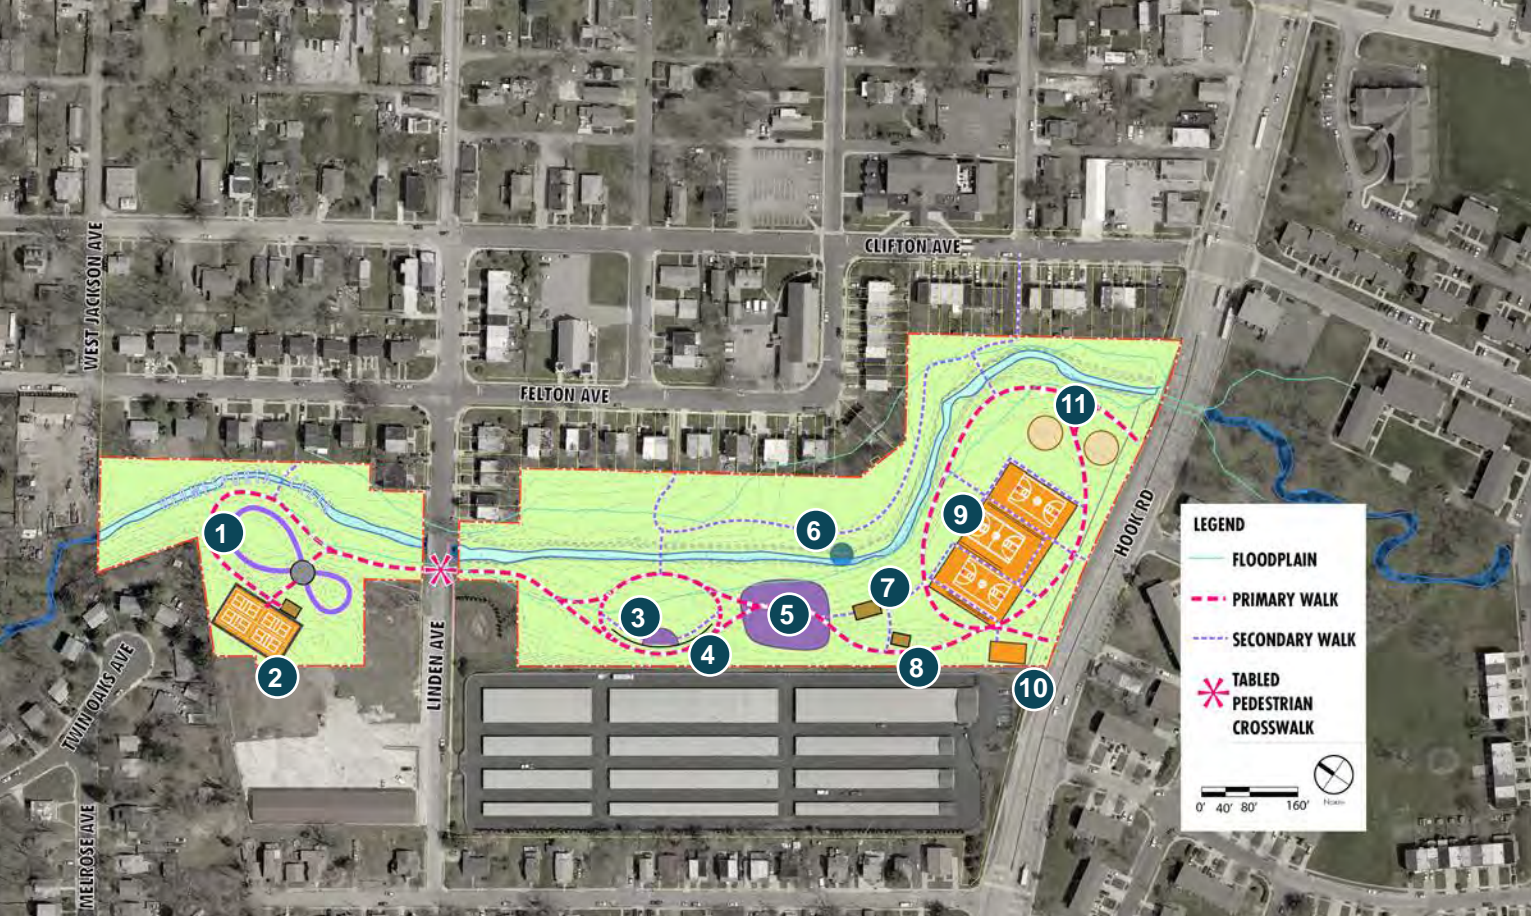 CLIFTON AVE
WEST JACKSON AVE
FELTON AVE
11
9
1
6
HOOK RD
LEGEND
FLOODPLAIN
PRIMARY WALK
SECONDARY WALK
TABLED
PEDESTRIAN
CROSSWALK
0' 40' 80' 160'
NORTH
7
3
5
4
8
2
10
LINDEN AVE
TWIN OAKS AVE
MELROSE AVE